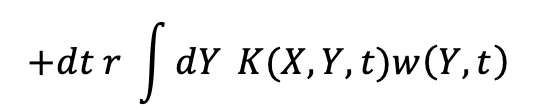 +dt r ∫ dY K(X,Y,t)w(Y,t)